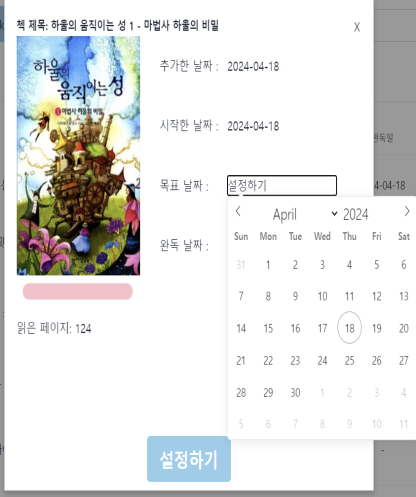 책 제목: 하울의 움직이는 성 1 - 마법사 하울의 비밀
x
하울의
움직이는 성
1 마법사 하울의 비밀
추가한 날짜 : 2024-04-18
시작한 날짜 : 2024-04-18
목표 날짜 : 설정하기
완독 날짜 :
완독일
4-04-18
April 2024
Sun Mon Tue Wed Thu Fri Sat
31 1 2 3 4 5 6
7 8 9 10 11 12 13
14 15 16 17 18 19 20
21 22 23 24 25 26 27
28 29 30 1 2 3 4
5 6 7 8 9 10 11
읽은 페이지: 124
설정하기
-